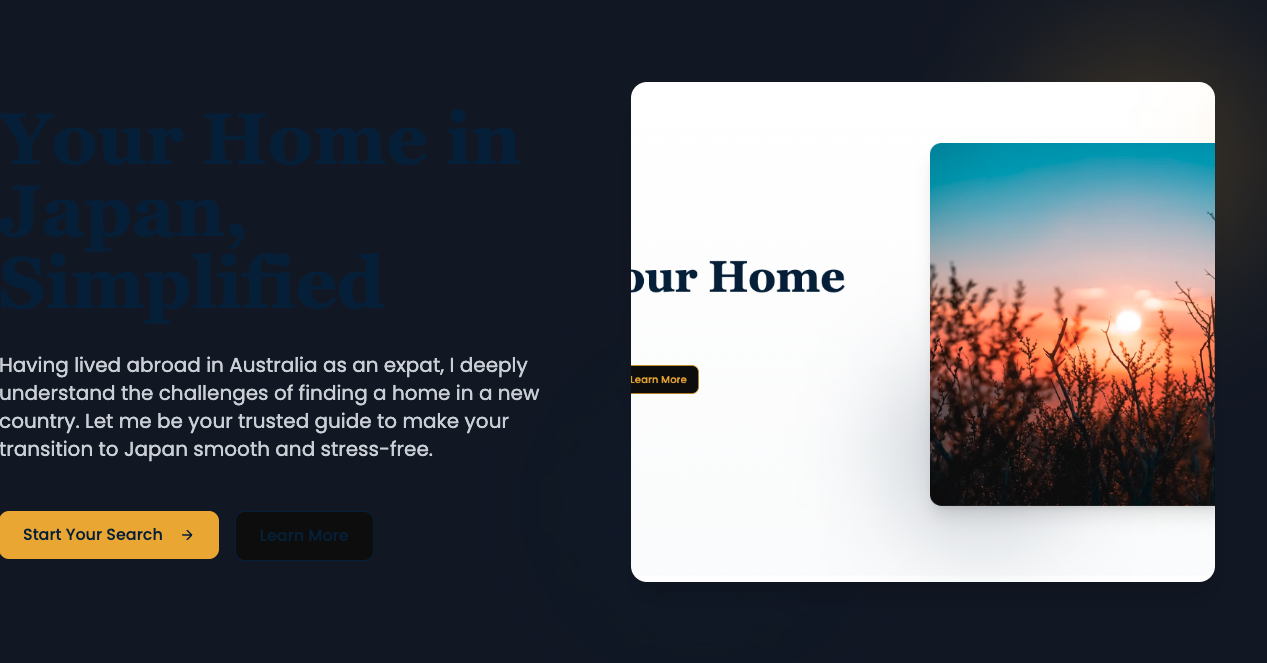 Your Home in
Japan,
Simplified
Having lived abroad in Australia as an expat, I deeply
understand the challenges of finding a home in a new
country. Let me be your trusted guide to make your
transition to Japan smooth and stress-free.
Start Your Search →
Learn More
our Home
Learn More